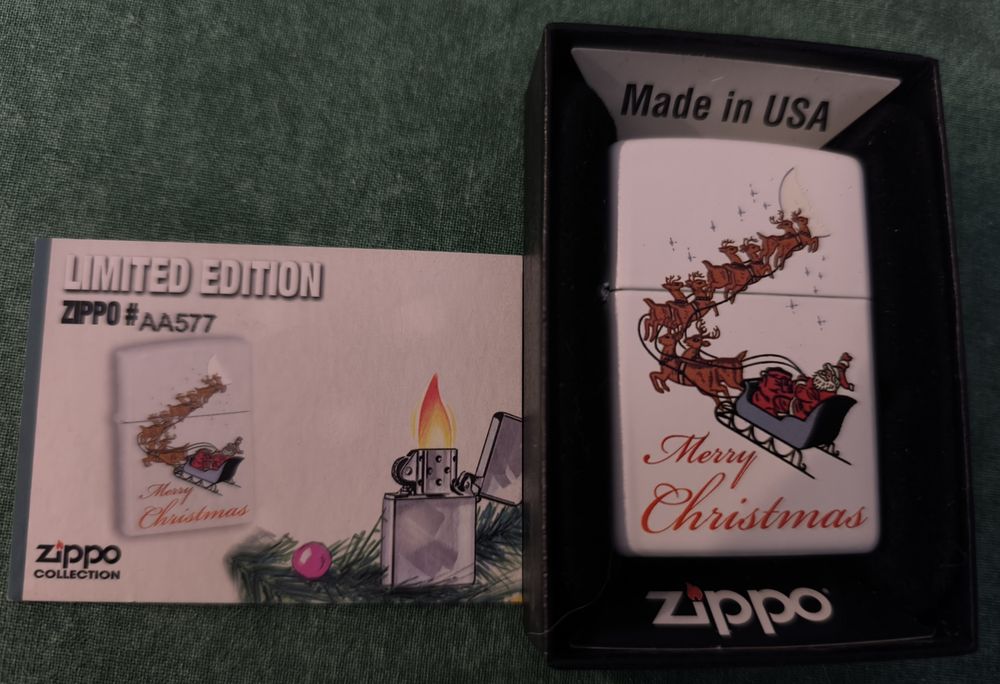 LIMITED EDITION
ZIPPO # AA577
Merry
Christmas
zippo
COLLECTION
Made in USA
Merry
Christmas
zippo